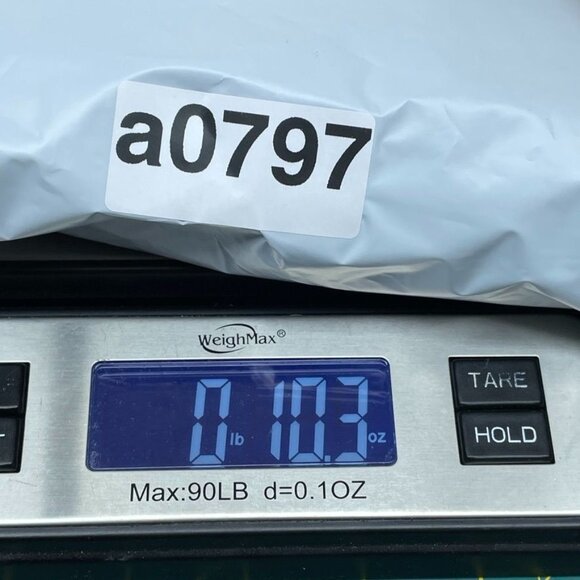 a0797
WeighMax®
TARE
0 lb 10.3 oz
HOLD
Max:90LB d=0.1OZ